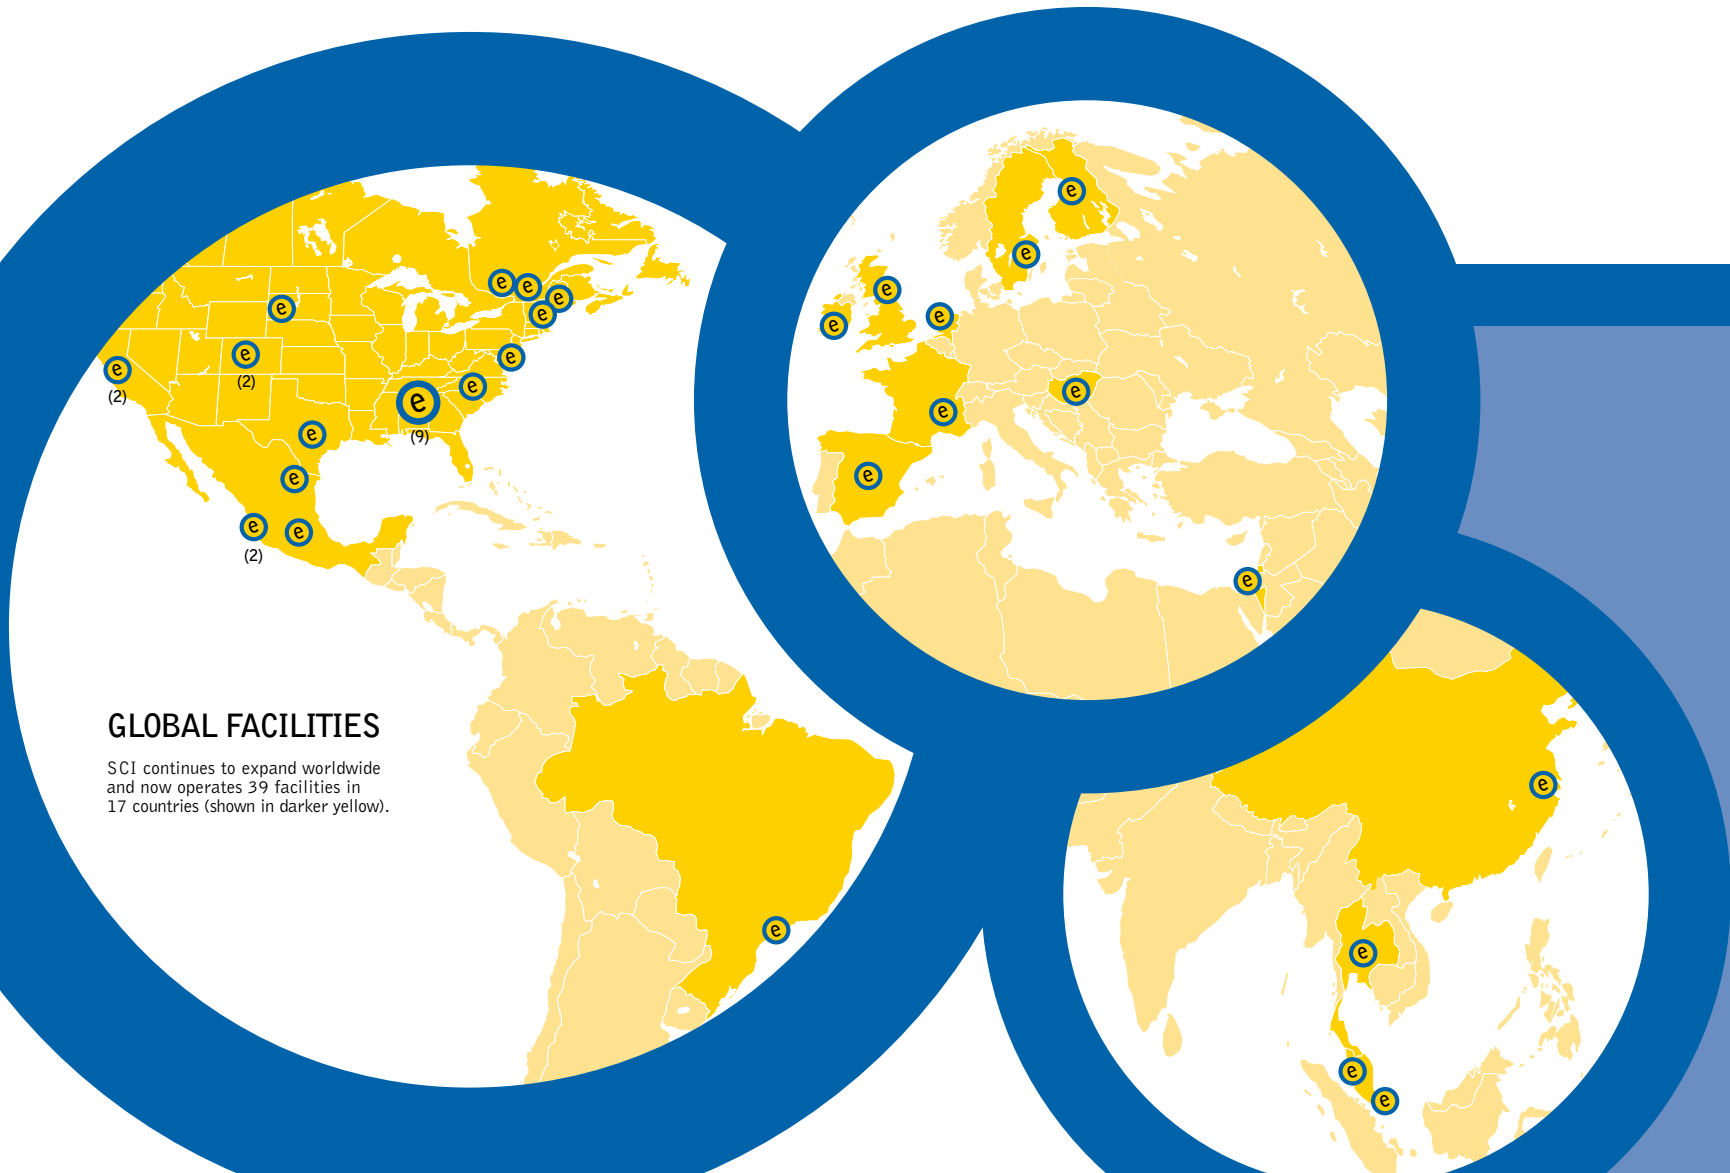 e
e
e
e
e
e
e
e
e
e
e
(2)
e
(2)
e
e
e
(9)
e
e
e
e
e
e
e
e
(2)
e
e
GLOBAL FACILITIES
SCI continues to expand worldwide
and now operates 39 facilities in
17 countries (shown in darker yellow).
e
e
e
e
e